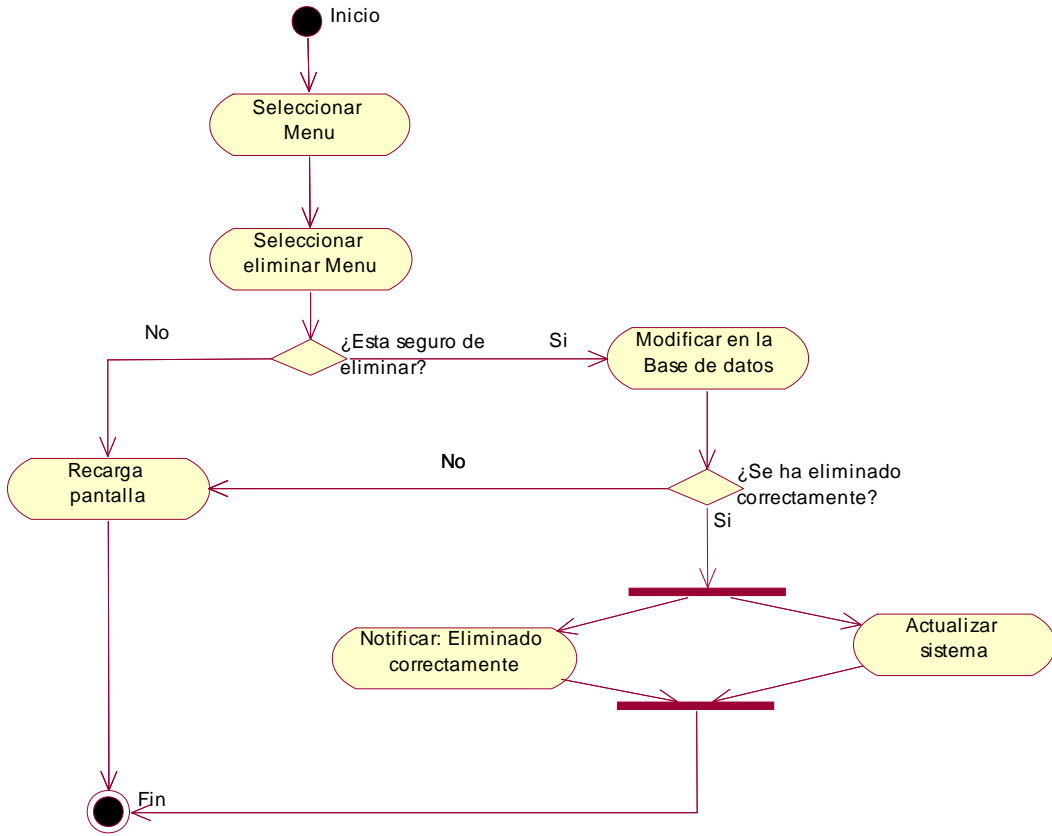 Inicio
Seleccionar
Menu
Seleccionar
eliminar Menu
No
¿Esta seguro de
eliminar?
Si
Modificar en la
Base de datos
Recarga
pantalla
No
¿Se ha eliminado
correctamente?
Si
Notificar: Eliminado
correctamente
Actualizar
sistema
Fin